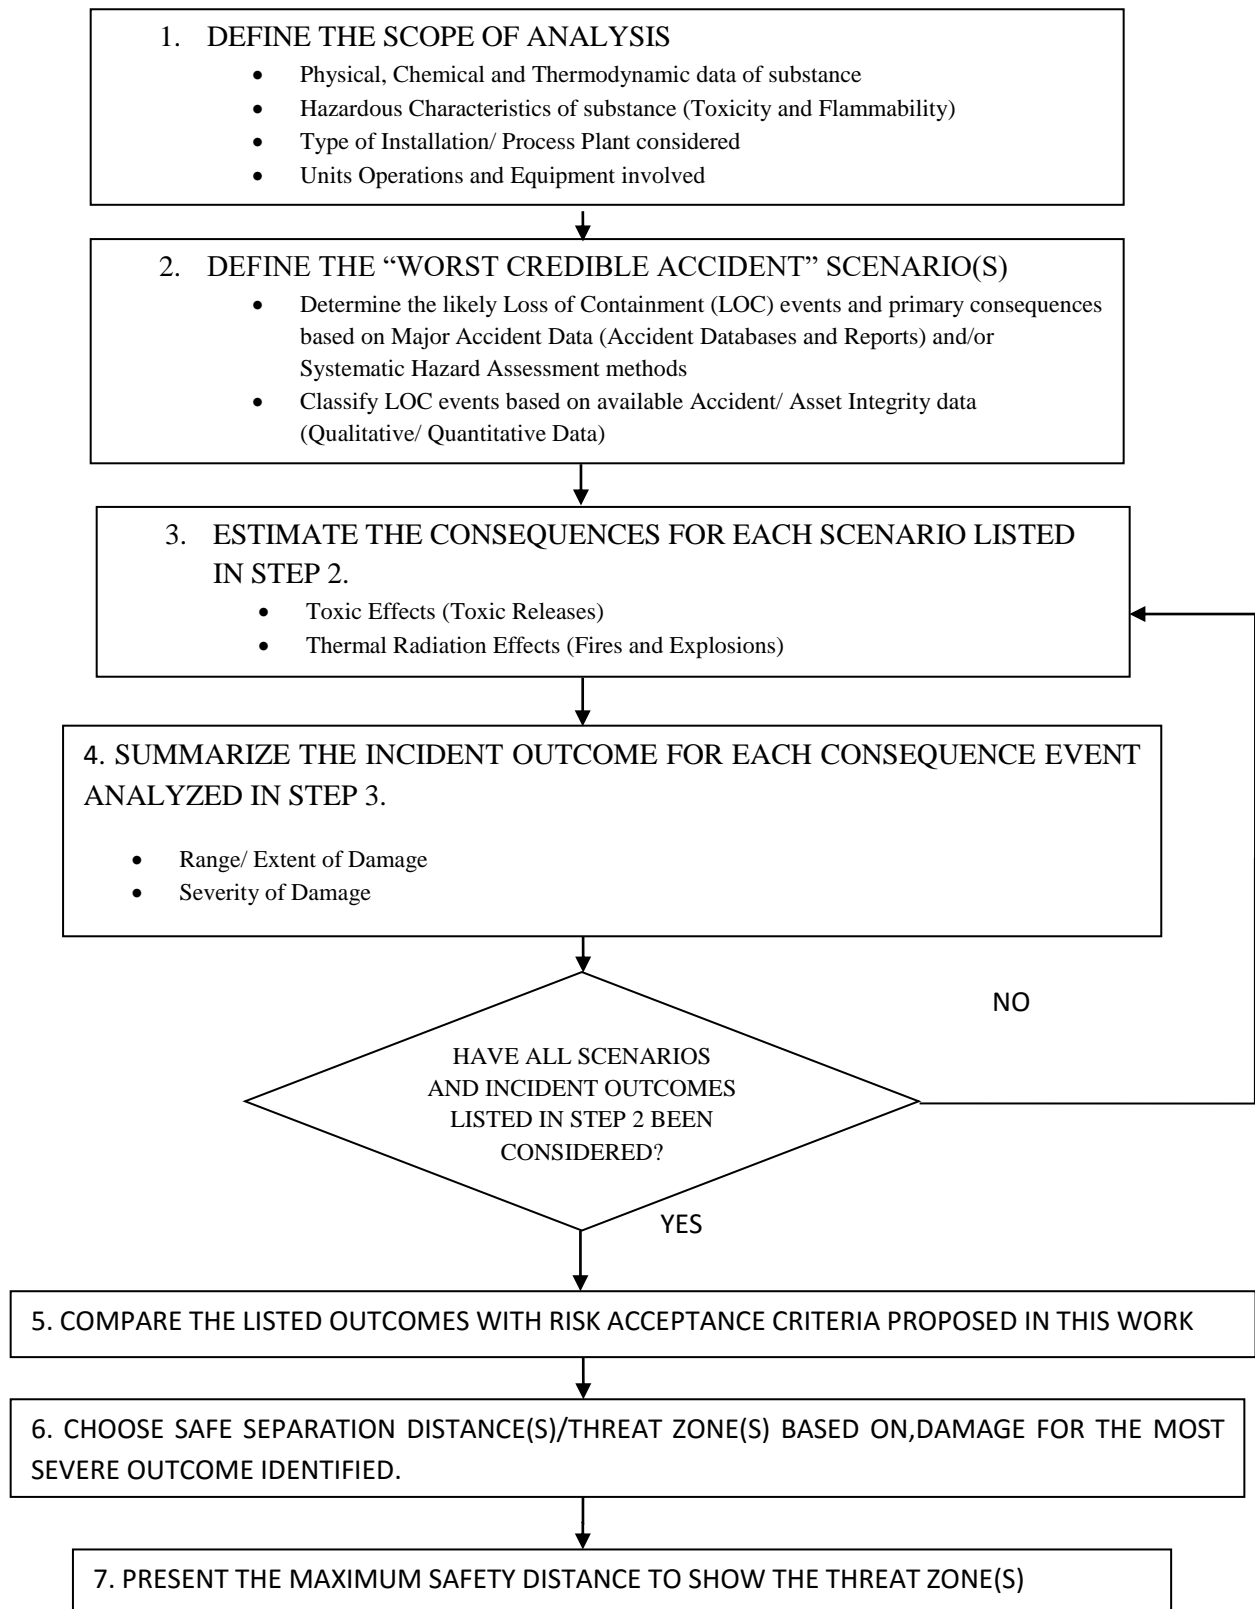 1. DEFINE THE SCOPE OF ANALYSIS
• Physical, Chemical and Thermodynamic data of substance
• Hazardous Characteristics of substance (Toxicity and Flammability)
• Type of Installation/ Process Plant considered
• Units Operations and Equipment involved
2. DEFINE THE “WORST CREDIBLE ACCIDENT” SCENARIO(S)
• Determine the likely Loss of Containment (LOC) events and primary consequences
based on Major Accident Data (Accident Databases and Reports) and/or
Systematic Hazard Assessment methods
• Classify LOC events based on available Accident/ Asset Integrity data
(Qualitative/ Quantitative Data)
3. ESTIMATE THE CONSEQUENCES FOR EACH SCENARIO LISTED
IN STEP 2.
• Toxic Effects (Toxic Releases)
• Thermal Radiation Effects (Fires and Explosions)
4. SUMMARIZE THE INCIDENT OUTCOME FOR EACH CONSEQUENCE EVENT
ANALYZED IN STEP 3.
• Range/ Extent of Damage
• Severity of Damage
NO
HAVE ALL SCENARIOS
AND INCIDENT OUTCOMES
LISTED IN STEP 2 BEEN
CONSIDERED?
YES
5. COMPARE THE LISTED OUTCOMES WITH RISK ACCEPTANCE CRITERIA PROPOSED IN THIS WORK
6. CHOOSE SAFE SEPARATION DISTANCE(S)/THREAT ZONE(S) BASED ON,DAMAGE FOR THE MOST
SEVERE OUTCOME IDENTIFIED.
7. PRESENT THE MAXIMUM SAFETY DISTANCE TO SHOW THE THREAT ZONE(S)